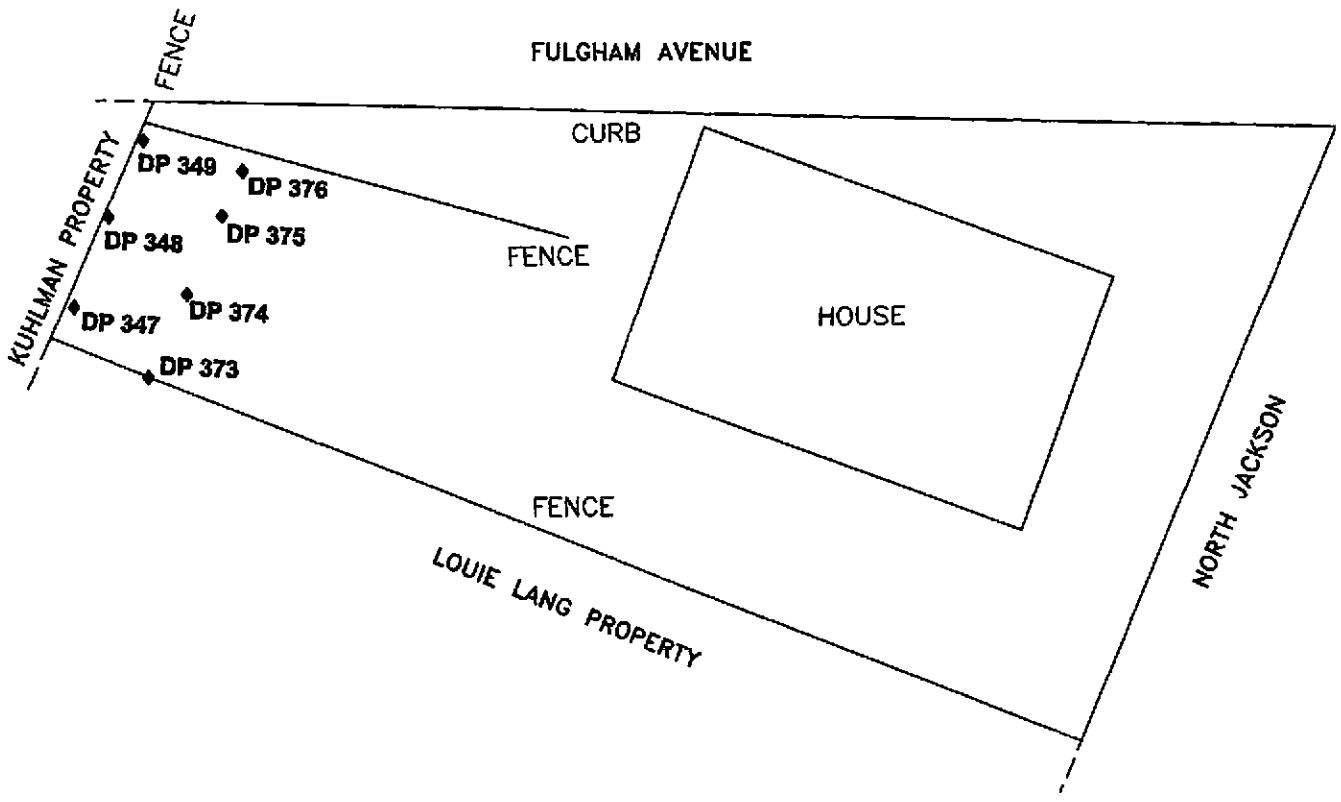 FENCE
FULGHAM AVENUE
CURB
KUHLMAN PROPERTY
DP 349
DP 376
DP 348
DP 375
FENCE
DP 347
DP 374
HOUSE
DP 373
FENCE
NORTH JACKSON
LOUIE LANG PROPERTY